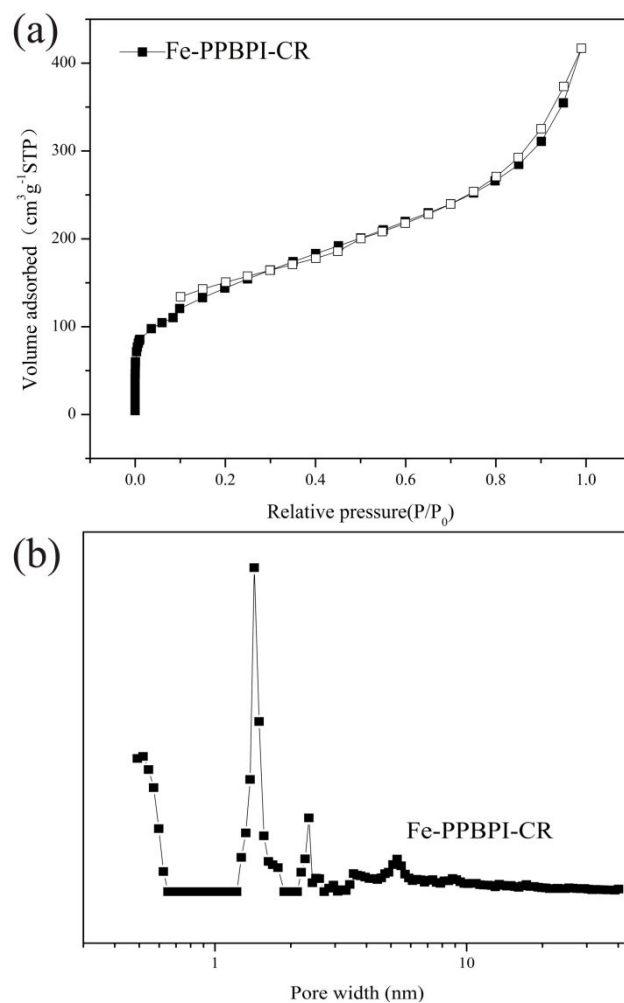 (a)
Fe-PPBPI-CR
Volume adsorbed（cm³g⁻¹STP）
400
300
200
100
0
0.0 0.2 0.4 0.6 0.8 1.0
Relative pressure(P/P₀)
(b)
Fe-PPBPI-CR
1 10
Pore width (nm)